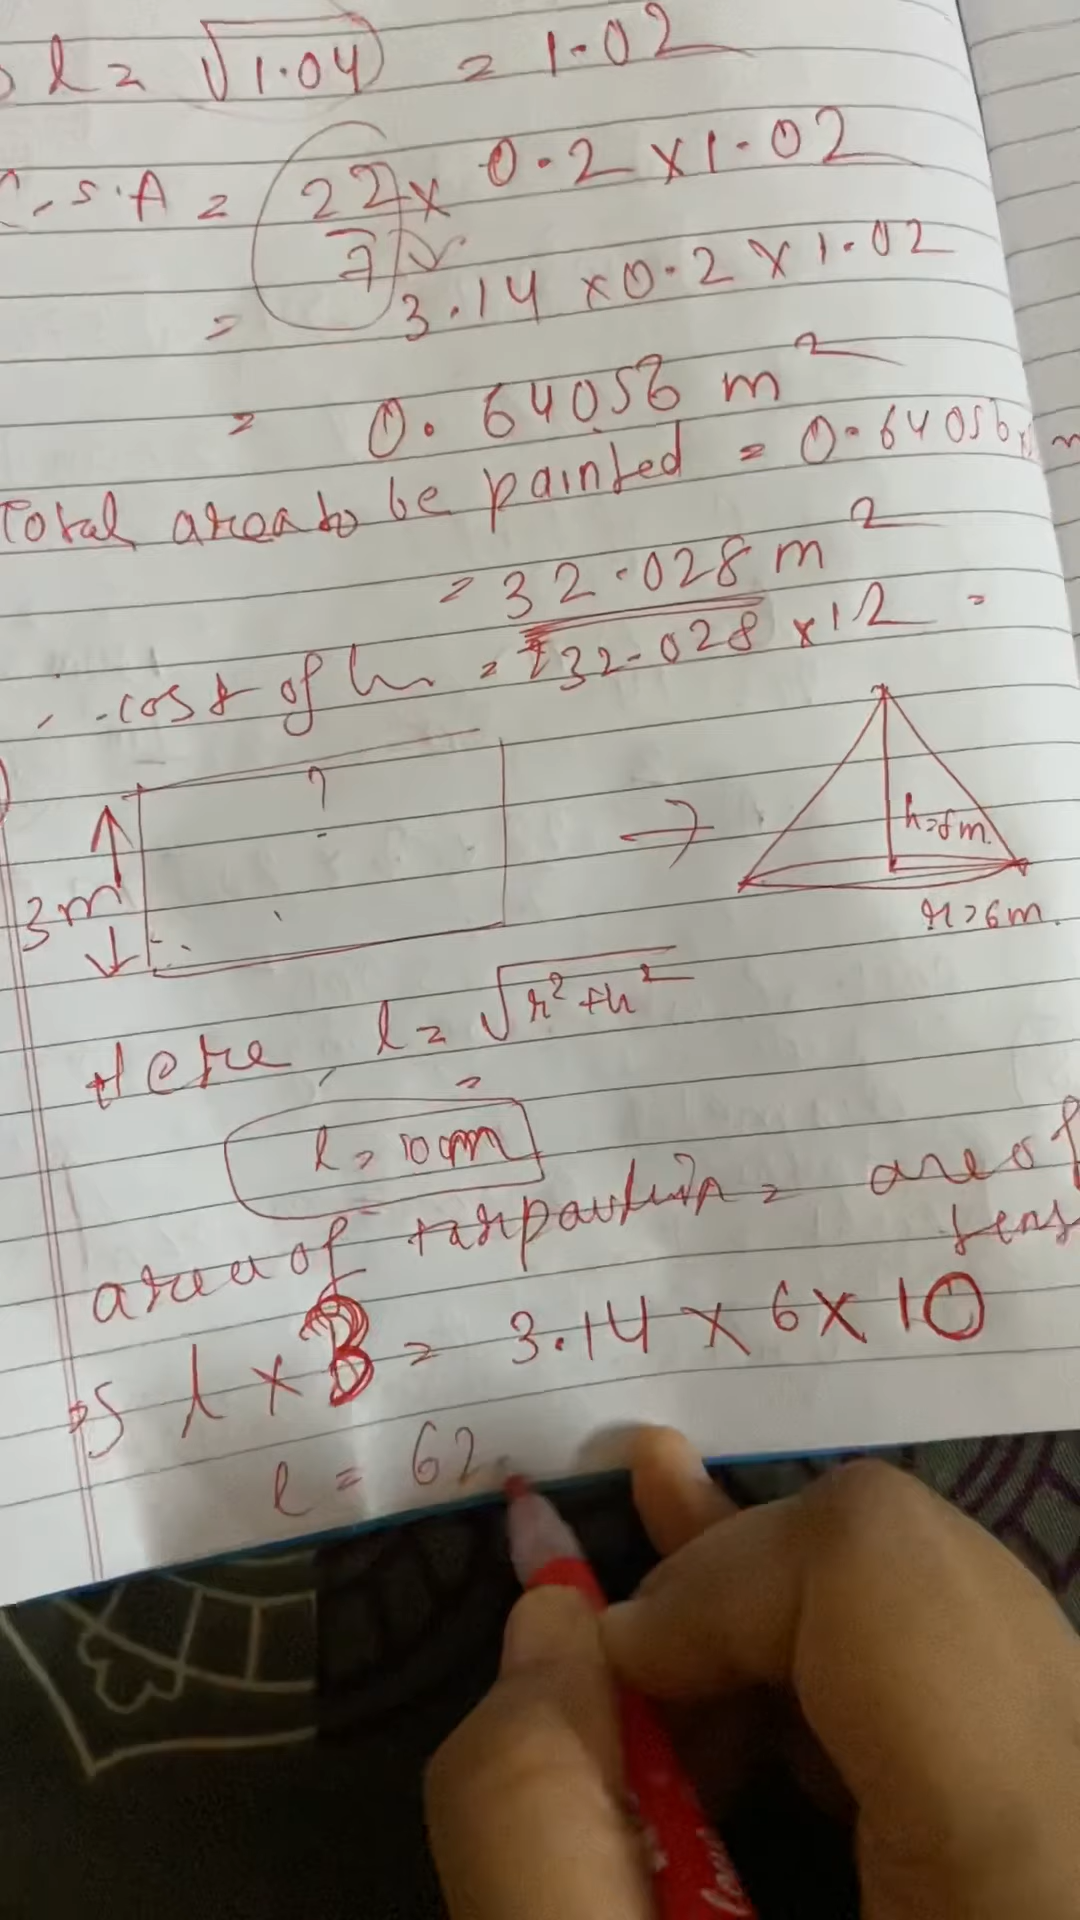 l = √1.04 = 1.02
C.S.A = 22/7 x 0.2 x 1.02
= 3.14 x 0.2 x 1.02
= 0.64056 m²
Total area to be painted = 0.64056 x
= 32.028 m²
cost of = ₹32.028 x 12 =
3m
?
→
h=8m
r=6m
Here, l = √r²+h²
=
l = 10cm
area of tarpaulin = area of
tent
l x B = 3.14 x 6 x 10
l = 62.